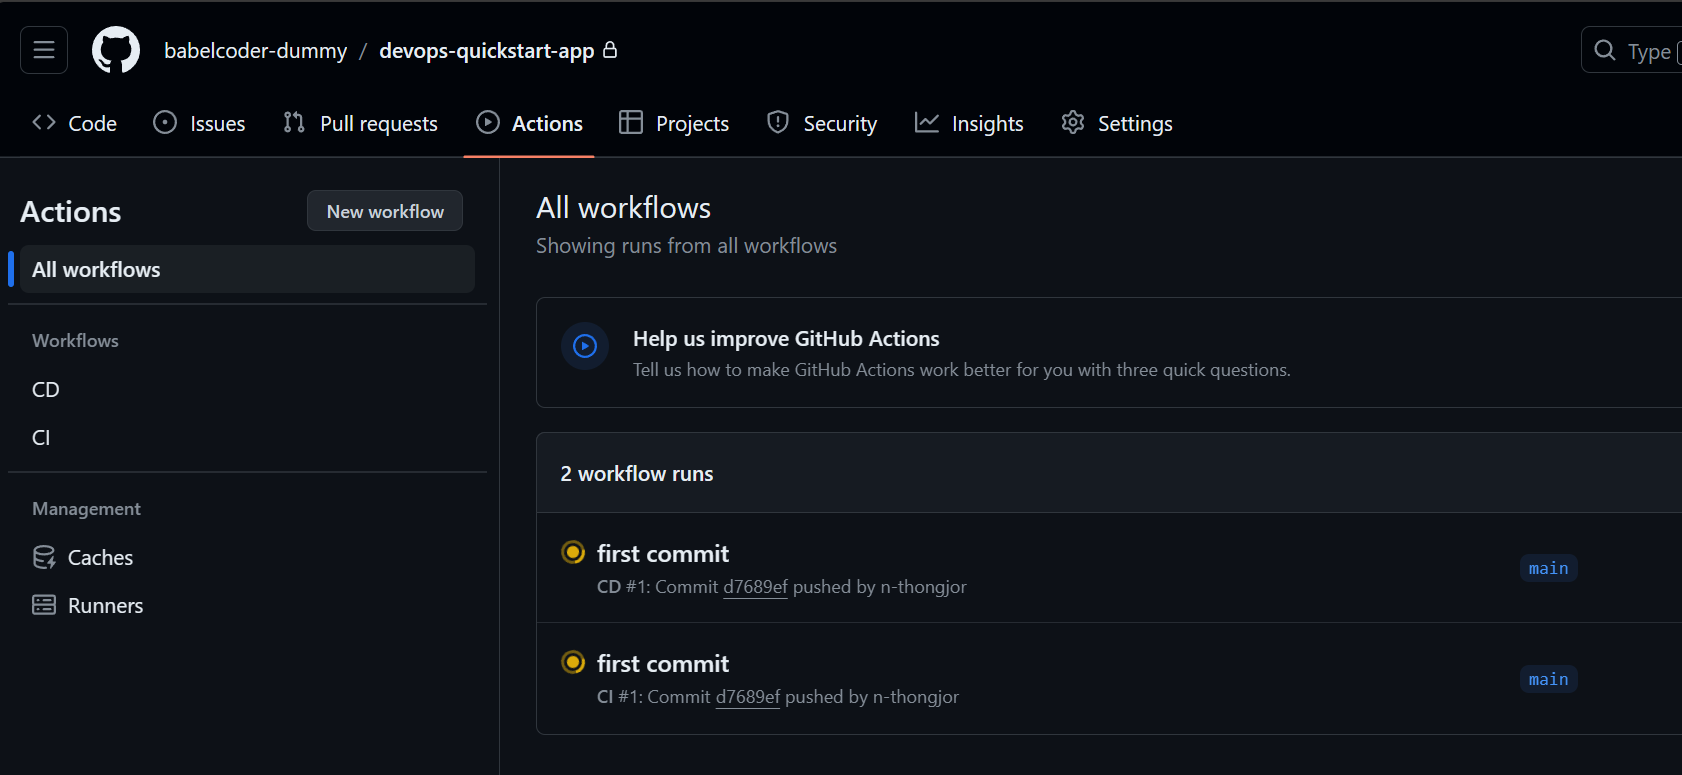 babelcoder-dummy / devops-quickstart-app
Type
Code
Issues
Pull requests
Actions
Projects
Security
Insights
Settings
Actions
New workflow
All workflows
Workflows
CD
CI
Management
Caches
Runners
All workflows
Showing runs from all workflows
Help us improve GitHub Actions
Tell us how to make GitHub Actions work better for you with three quick questions.
2 workflow runs
first commit
CD #1: Commit d7689ef pushed by n-thongjor
main
first commit
CI #1: Commit d7689ef pushed by n-thongjor
main